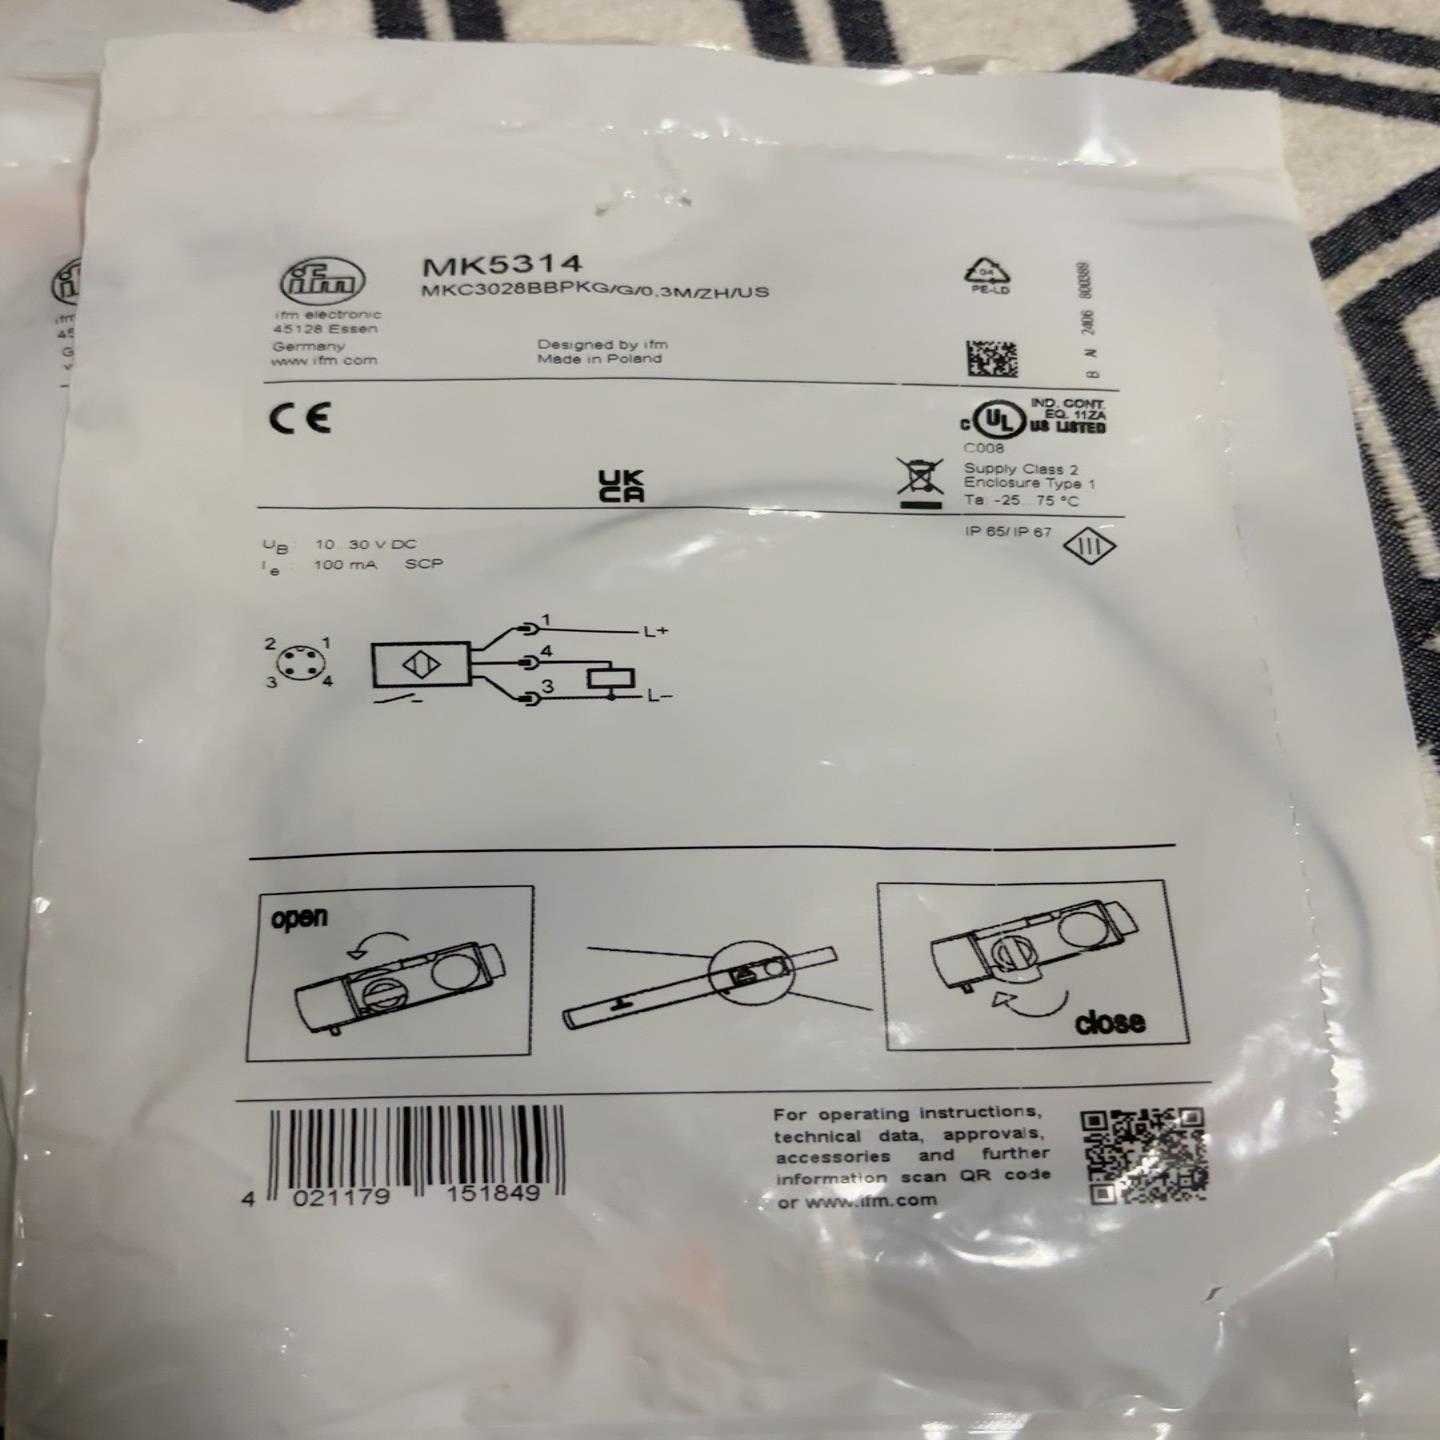 ifm
MK5314
MKC3028BBPKG/G/0,3M/ZH/US
ifm electronic
45128 Essen
Germany
www ifm com
Designed by ifm
Made in Poland
04
PE-LD
B N 2406 800389
CE
UK
CA
C UL US LISTED
IND. CONT.
EQ. 11ZA
C008
Supply Class 2
Enclosure Type 1
Ta: -25...75 °C
IP 65/ IP 67
UB : 10...30 V DC
Ie : 100 mA SCP
2 1
3 4
1 L+
4
3 L-
open
close
4 021179 151849
For operating instructions,
technical data, approvals,
accessories and further
information scan QR code
or www.ifm.com